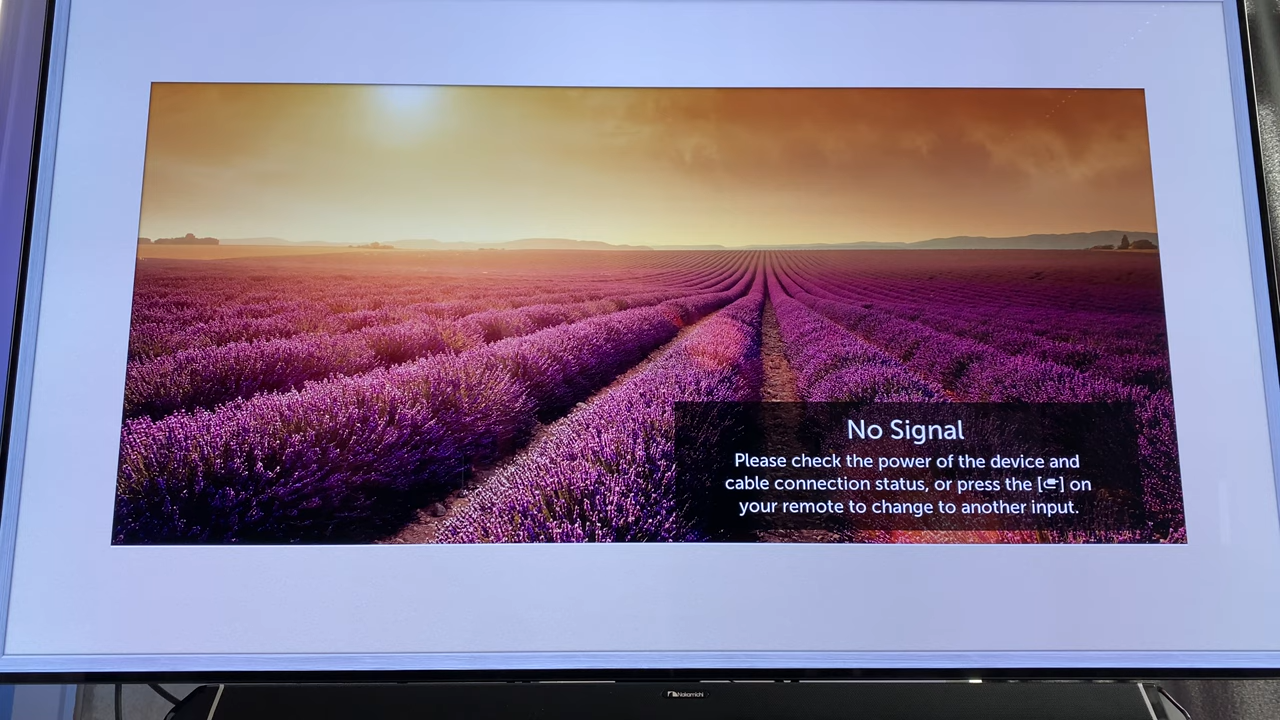 No Signal
Please check the power of the device and
cable connection status, or press the [] on
your remote to change to another input.
Nakamichi